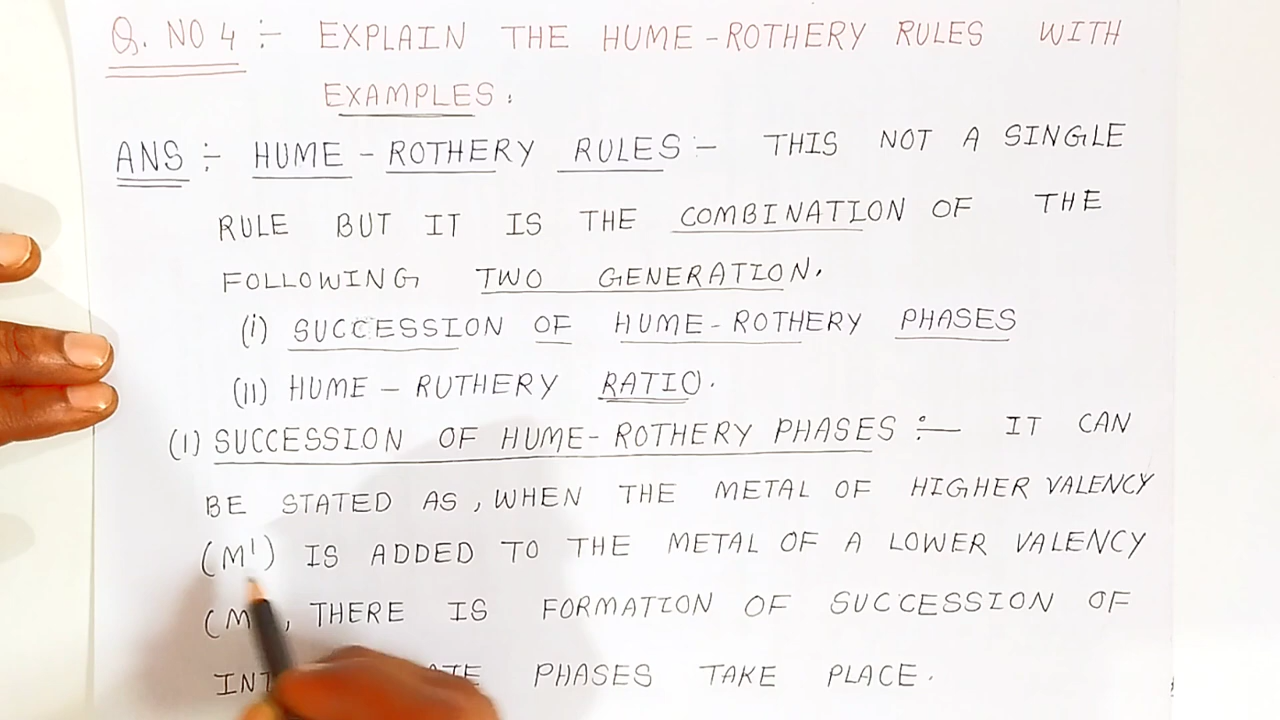 Q. NO 4 :- EXPLAIN THE HUME-ROTHERY RULES WITH
EXAMPLES.
ANS :- HUME-ROTHERY RULES:- THIS NOT A SINGLE
RULE BUT IT IS THE COMBINATION OF THE
FOLLOWING TWO GENERATION.
(i) SUCCESSION OF HUME-ROTHERY PHASES
(II) HUME-RUTHERY RATIO.
(I) SUCCESSION OF HUME-ROTHERY PHASES :- IT CAN
BE STATED AS, WHEN THE METAL OF HIGHER VALENCY
(M') IS ADDED TO THE METAL OF A LOWER VALENCY
(M , THERE IS FORMATION OF SUCCESSION OF
PHASES TAKE PLACE.